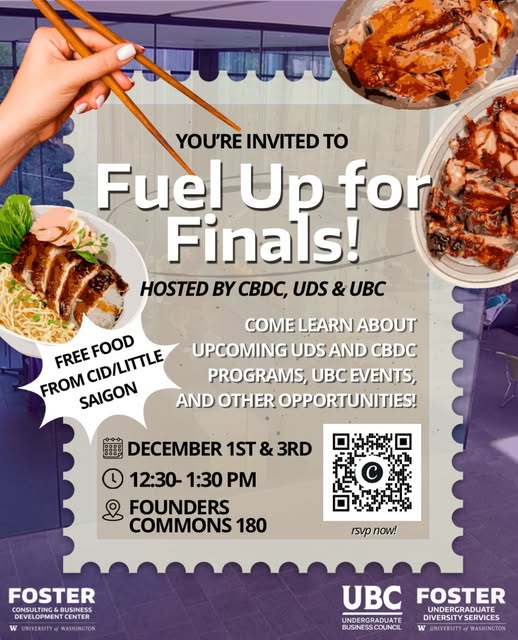 YOU'RE INVITED TO
Fuel Up for
Finals!
HOSTED BY CBDC, UDS & UBC
COME LEARN ABOUT
UPCOMING UDS AND CBDC
PROGRAMS, UBC EVENTS,
AND OTHER OPPORTUNITIES!
FREE FOOD
FROM CID/LITTLE
SAIGON
DECEMBER 1ST & 3RD
12:30- 1:30 PM
FOUNDERS
COMMONS 180
C
rsvp now!
FOSTER
CONSULTING & BUSINESS
DEVELOPMENT CENTER
W UNIVERSITY of WASHINGTON
UBC
UNDERGRADUATE
BUSINESS COUNCIL
FOSTER
UNDERGRADUATE
DIVERSITY SERVICES
W UNIVERSITY of WASHINGTON